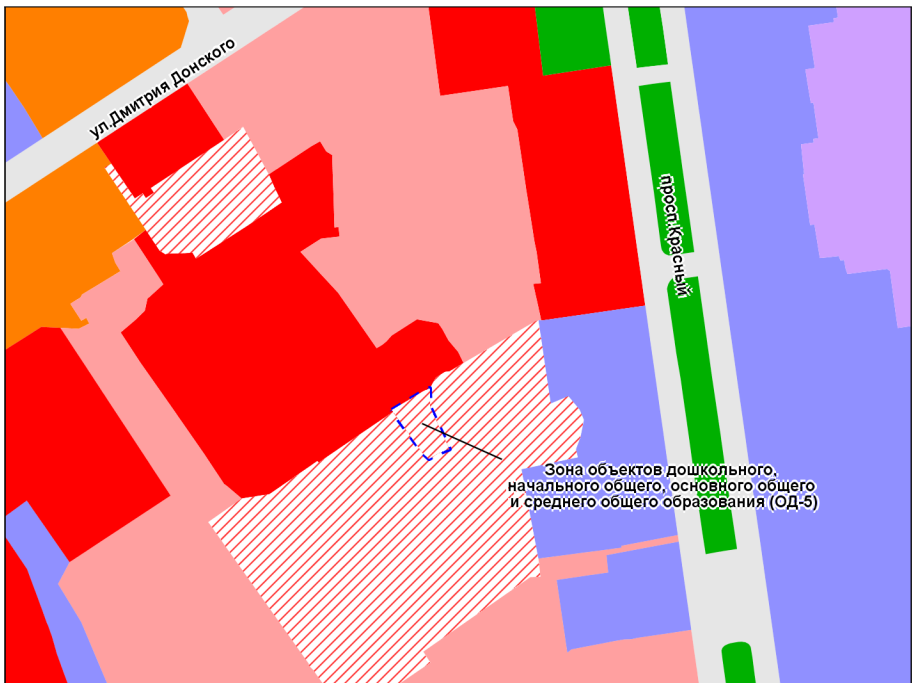 ул.Дмитрия Донского
просп.Красный
Зона объектов дошкольного,
начального общего, основного общего
и среднего общего образования (ОД-5)